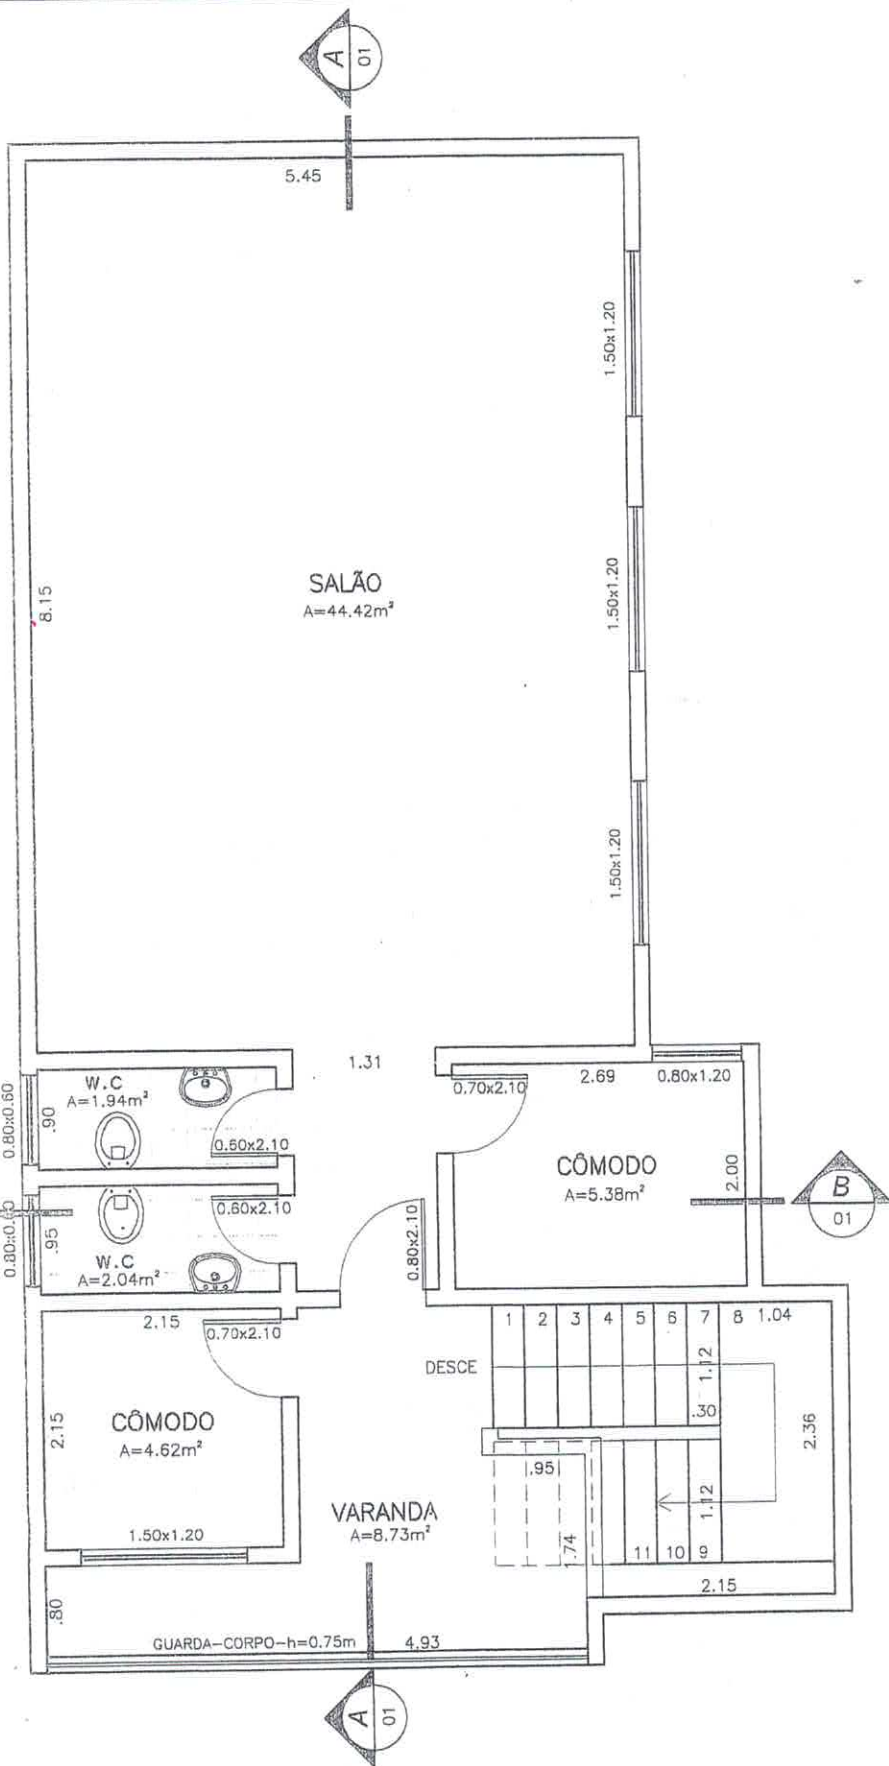 A
01
5.45
1.50x1.20
8.15
SALÃO
A=44.42m²
1.50x1.20
1.50x1.20
1.31
0.80x0.60
W.C
A=1.94m²
.90
0.60x2.10
0.70x2.10
2.69
0.80x1.20
CÔMODO
A=5.38m²
2.00
B
01
0.60x2.10
.95
W.C
A=2.04m²
0.80x2.10
2.15
0.70x2.10
1
2
3
4
5
6
7
8
1.04
DESCE
1.12
.30
2.36
2.15
CÔMODO
A=4.62m²
.95
1.50x1.20
VARANDA
A=8.73m²
1.74
1.12
11
10
9
2.15
.80
GUARDA-CORPO-h=0.75m
4.93
A
01